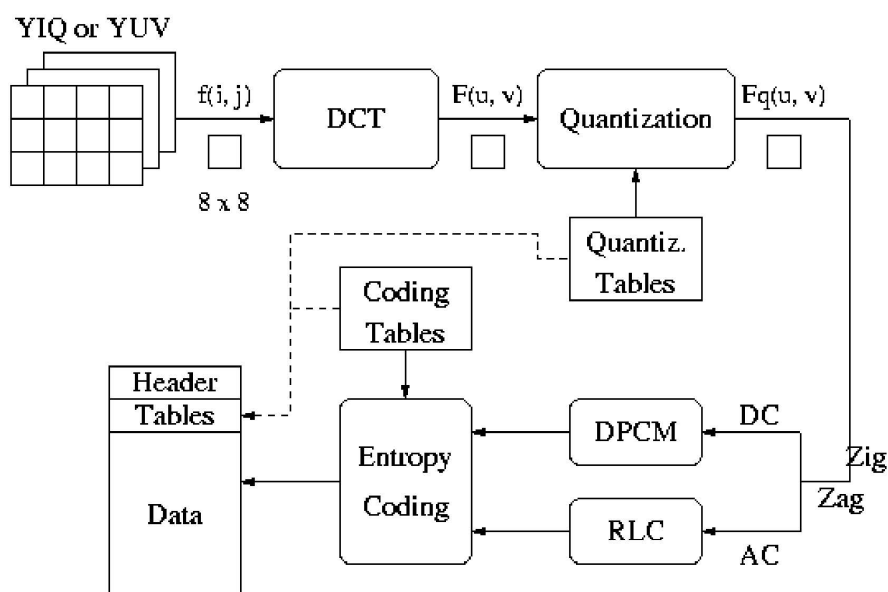 YIQ or YUV
f(i, j)
8 x 8
DCT
F(u, v)
Quantization
Fq(u, v)
Quantiz.
Tables
Coding
Tables
Header
Tables
Data
Entropy
Coding
DPCM
RLC
DC
AC
Zig
Zag